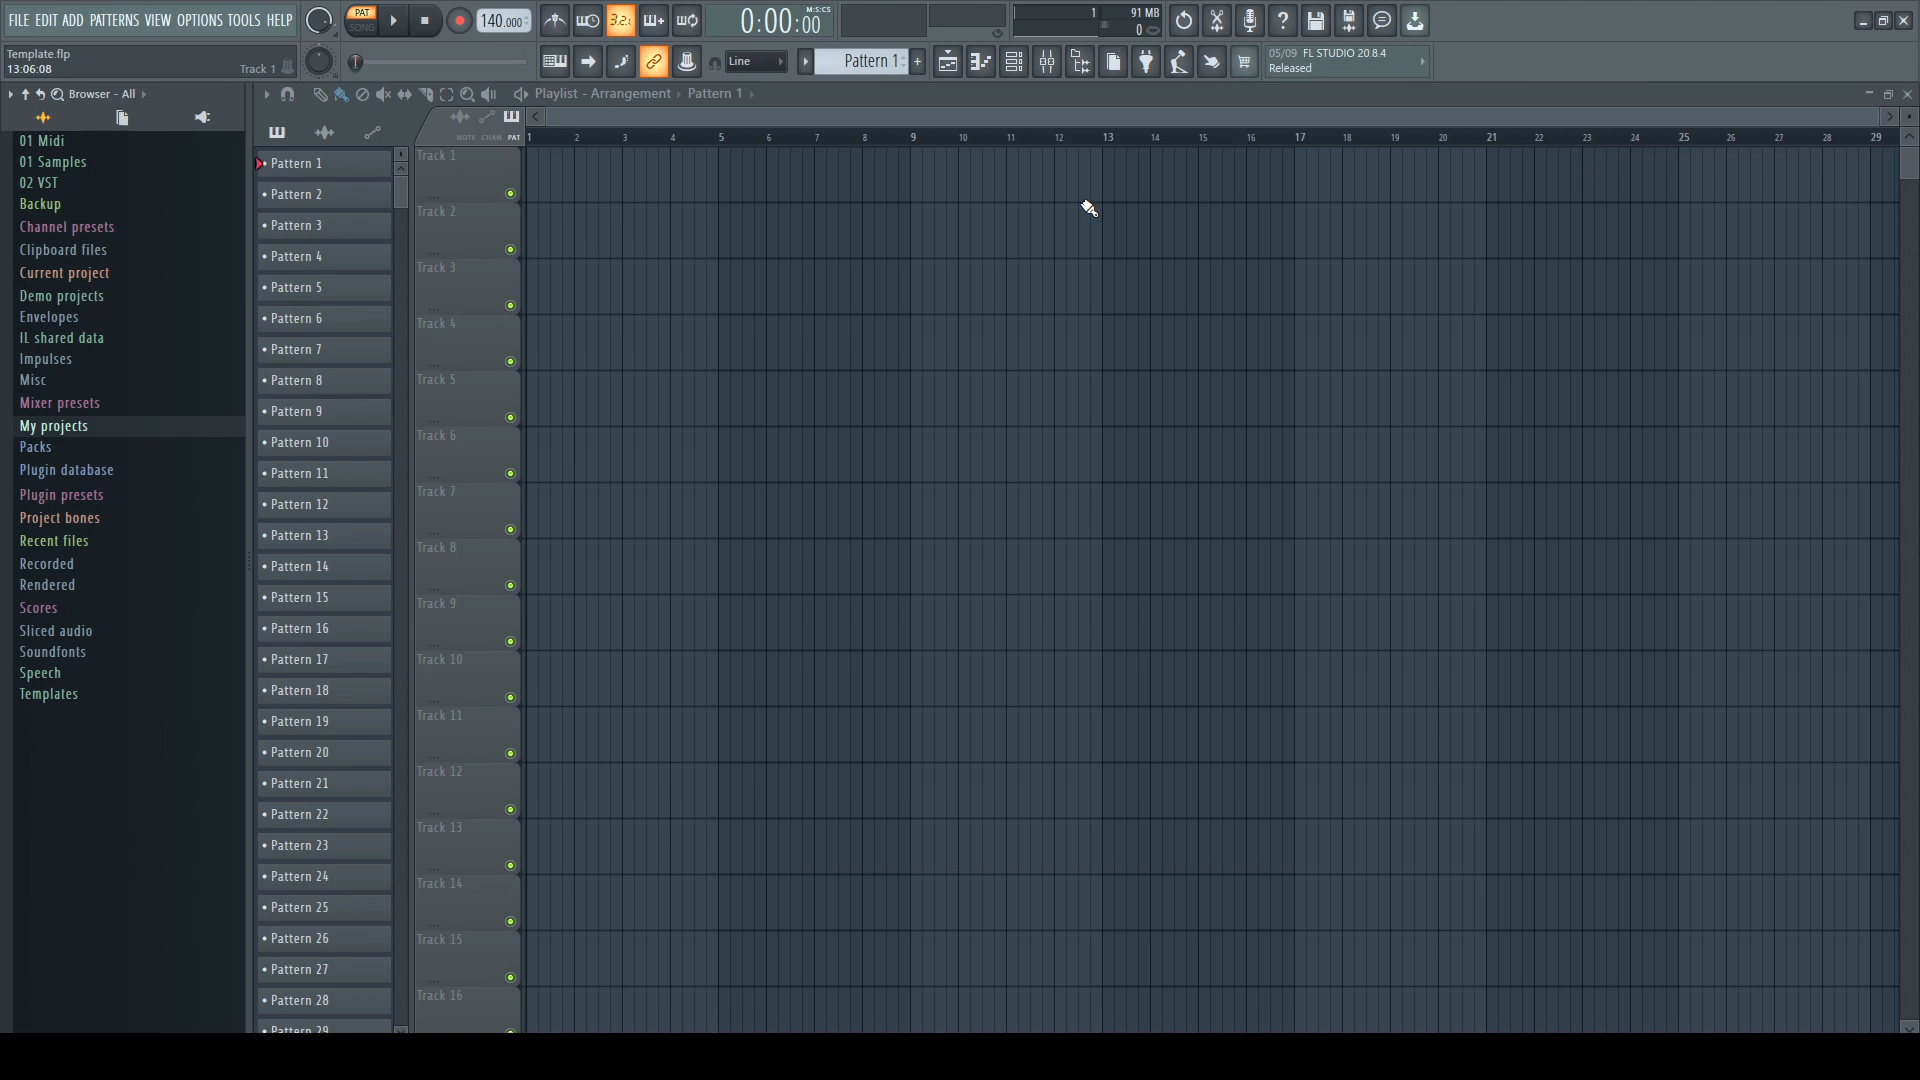 FILE EDIT ADD PATTERNS VIEW OPTIONS TOOLS HELP
PAT
SONG
140.000
3.2.
M:S:CS
0:00:00
1
91 MB
0
Template.flp
13:06:08
Track 1
Line
Pattern 1
05/09 FL STUDIO 20.8.4
Released
Browser - All
Playlist - Arrangement › Pattern 1
NOTE CHAN PAT
1 2 3 4 5 6 7 8 9 10 11 12 13 14 15 16 17 18 19 20 21 22 23 24 25 26 27 28 29
01 Midi
01 Samples
02 VST
Backup
Channel presets
Clipboard files
Current project
Demo projects
Envelopes
IL shared data
Impulses
Misc
Mixer presets
My projects
Packs
Plugin database
Plugin presets
Project bones
Recent files
Recorded
Rendered
Scores
Sliced audio
Soundfonts
Speech
Templates
Pattern 1
Pattern 2
Pattern 3
Pattern 4
Pattern 5
Pattern 6
Pattern 7
Pattern 8
Pattern 9
Pattern 10
Pattern 11
Pattern 12
Pattern 13
Pattern 14
Pattern 15
Pattern 16
Pattern 17
Pattern 18
Pattern 19
Pattern 20
Pattern 21
Pattern 22
Pattern 23
Pattern 24
Pattern 25
Pattern 26
Pattern 27
Pattern 28
Pattern 29
Track 1
Track 2
Track 3
Track 4
Track 5
Track 6
Track 7
Track 8
Track 9
Track 10
Track 11
Track 12
Track 13
Track 14
Track 15
Track 16